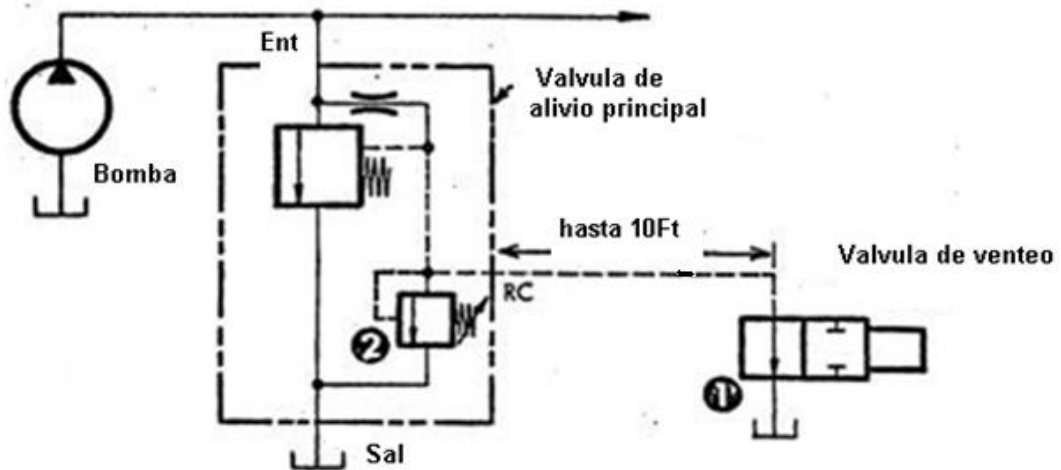 Ent
Valvula de
alivio principal
Bomba
hasta 10Ft
Valvula de venteo
RC
2
1
Sal